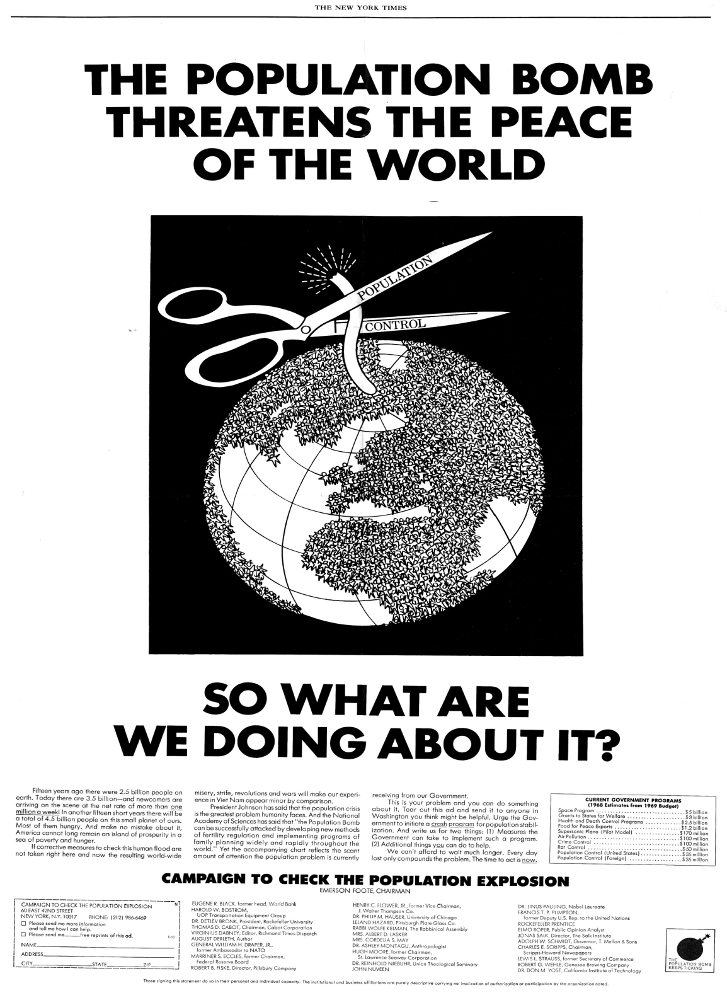 THE NEW YORK TIMES
THE POPULATION BOMB
THREATENS THE PEACE
OF THE WORLD
POPULATION
CONTROL
SO WHAT ARE
WE DOING ABOUT IT?
Fifteen years ago there were 2.5 billion people on
earth. Today there are 3.5 billion—and newcomers are
arriving on the scene at the net rate of more than one
million a week! In another fifteen short years there will be
a total of 4.5 billion people on this small planet of ours.
Most of them hungry. And make no mistake about it,
America cannot long remain an island of prosperity in a
sea of poverty and hunger.
If corrective measures to check this human flood are
not taken right here and now the resulting world-wide
misery, strife, revolutions and wars will make our experi-
ence in Viet Nam appear minor by comparison.
President Johnson has said that the population crisis
is the greatest problem humanity faces. And the National
Academy of Sciences has said that "the Population Bomb
can be successfully attacked by developing new methods
of fertility regulation and implementing programs of
family planning widely and rapidly throughout the
world." Yet the accompanying chart reflects the scant
amount of attention the population problem is currently
receiving from our Government.
This is your problem and you can do something
about it. Tear out this ad and send it to anyone in
Washington you think might be helpful. Urge the Gov-
ernment to initiate a crash program for population stabil-
ization. And write us for two things: (1) Measures the
Government can take to implement such a program.
(2) Additional things you can do to help.
We can't afford to wait much longer. Every day
lost only compounds the problem. The time to act is now.
CURRENT GOVERNMENT PROGRAMS
(1968 Estimates from 1969 Budget)
Space Program $5 billion
Grants to States for Welfare $3 billion
Health and Death Control Programs $2.5 billion
Food for Peace Exports $1.2 billion
Supersonic Plane (Pilot Model) $170 million
Air Pollution $100 million
Crime Control $100 million
Rat Control $50 million
Population Control (United States) $35 million
Population Control (Foreign) $35 million
CAMPAIGN TO CHECK THE POPULATION EXPLOSION
EMERSON FOOTE, CHAIRMAN
CAMPAIGN TO CHECK THE POPULATION EXPLOSION N
60 EAST 42ND STREET
NEW YORK, N.Y. 10017 PHONE: (212) 986-6469
Please send me more information
and tell me how I can help.
Please send me free reprints of this ad. T-10
NAME
ADDRESS
CITY STATE ZIP
EUGENE R. BLACK, former head, World Bank
HAROLD W. BOSTROM,
UOP Transportation Equipment Group
DR. DETLEV BRONK, President, Rockefeller University
THOMAS D. CABOT, Chairman, Cabot Corporation
VIRGINIUS DABNEY, Editor, Richmond Times-Dispatch
AUGUST DERLETH, Author
GENERAL WILLIAM H. DRAPER, JR.,
former Ambassador to NATO
MARRINER S. ECCLES, former Chairman,
Federal Reserve Board
ROBERT B. FISKE, Director, Pillsbury Company
HENRY C. FLOWER, JR., former Vice Chairman,
J. Walter Thompson Co.
DR. PHILIP M. HAUSER, University of Chicago
LELAND HAZARD, Pittsburgh Plate Glass Co.
RABBI WOLFE KELMAN, The Rabbinical Assembly
MRS. ALBERT D. LASKER
MRS. CORDELIA S. MAY
DR. ASHLEY MONTAGU, Anthropologist
HUGH MOORE, former Chairman,
St. Lawrence Seaway Corporation
DR. REINHOLD NIEBUHR, Union Theological Seminary
JOHN NUVEEN
DR. LINUS PAULING, Nobel Laureate
FRANCIS T. P. PLIMPTON,
former Deputy U.S. Rep. to the United Nations
ROCKEFELLER PRENTICE
ELMO ROPER, Public Opinion Analyst
JONAS SALK, Director, The Salk Institute
ADOLPH W. SCHMIDT, Governor, T. Mellon & Sons
CHARLES E. SCRIPPS, Chairman,
Scripps-Howard Newspapers
LEWIS L. STRAUSS, former Secretary of Commerce
ROBERT G. WEHLE, Genesee Brewing Company
DR. DON M. YOST, California Institute of Technology
THE
POPULATION BOMB
KEEPS TICKING
Those signing this statement do so in their personal and individual capacity. The institutional and business affiliations are purely descriptive carrying no implication of authorization or participation by the organization noted.